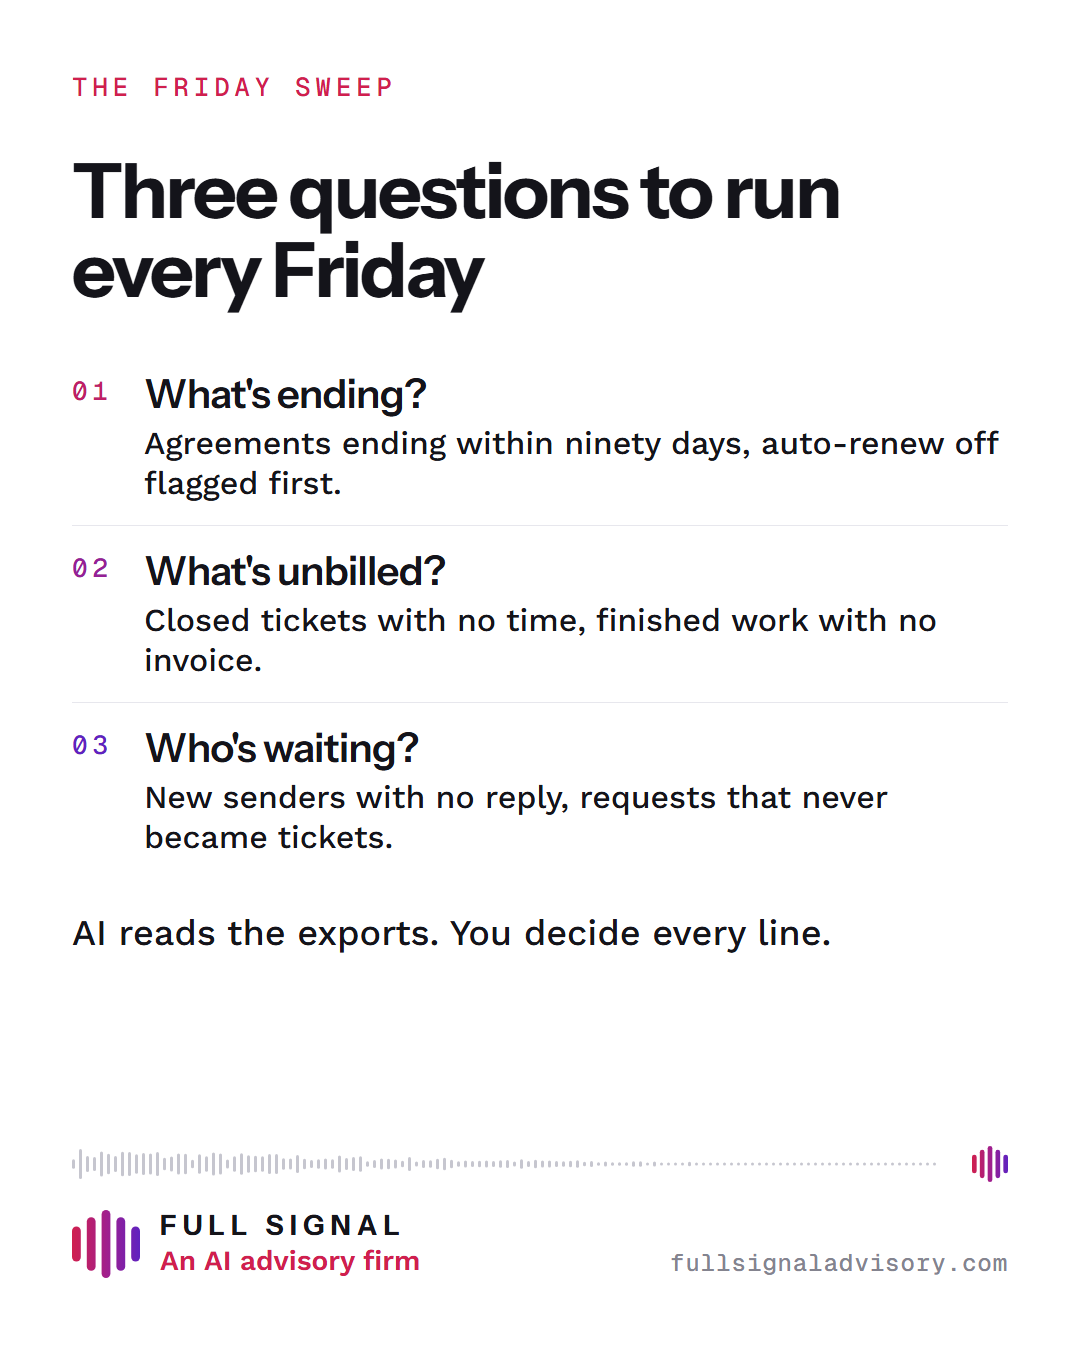 THE FRIDAY SWEEP
Three questions to run
every Friday
01 What's ending?
Agreements ending within ninety days, auto-renew off
flagged first.
02 What's unbilled?
Closed tickets with no time, finished work with no
invoice.
03 Who's waiting?
New senders with no reply, requests that never
became tickets.
AI reads the exports. You decide every line.
FULL SIGNAL
An AI advisory firm
fullsignaladvisory.com